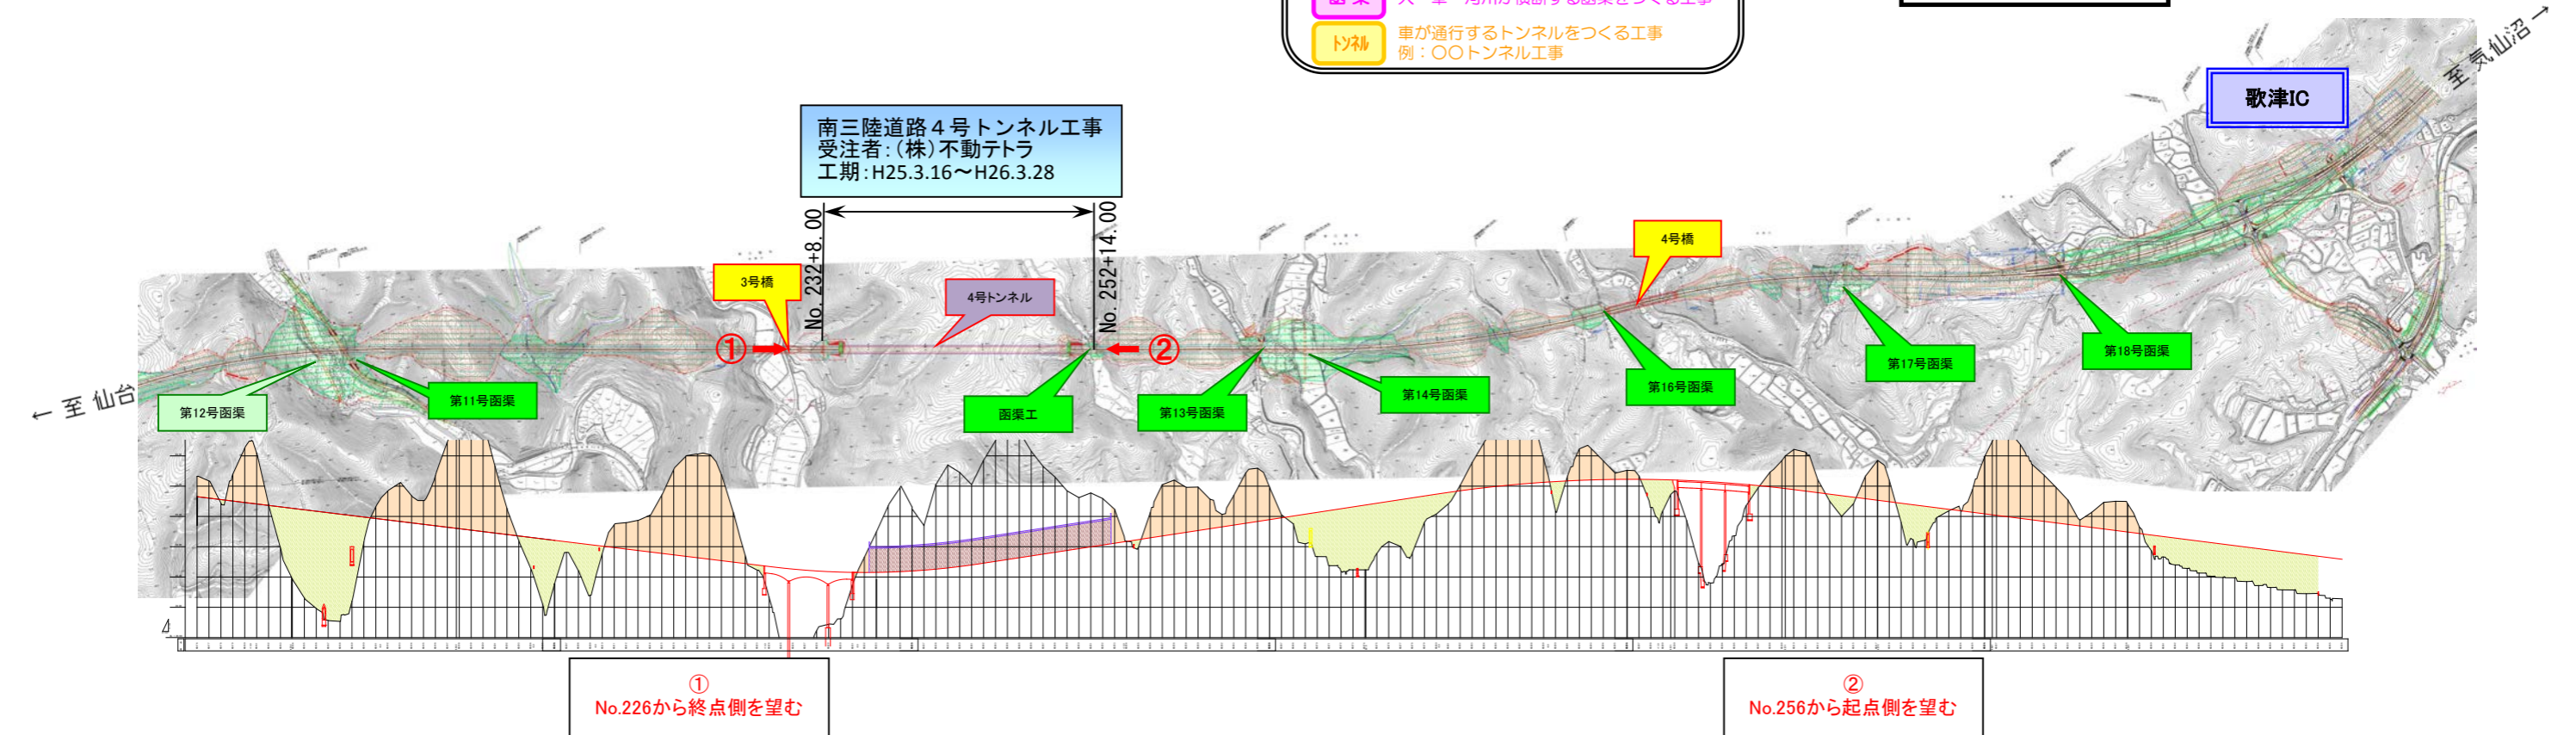 函 渠
トンネル
車が通行するトンネルをつくる工事
例：〇〇トンネル工事
至 気仙沼 →
歌津IC
南三陸道路４号トンネル工事
受注者：（株）不動テトラ
工期：H25.3.16～H26.3.28
No. 232+8. 00
No. 252+14. 00
3号橋
4号トンネル
4号橋
①
②
← 至 仙台
第12号函渠
第11号函渠
函渠工
第13号函渠
第14号函渠
第16号函渠
第17号函渠
第18号函渠
①
No.226から終点側を望む
②
No.256から起点側を望む